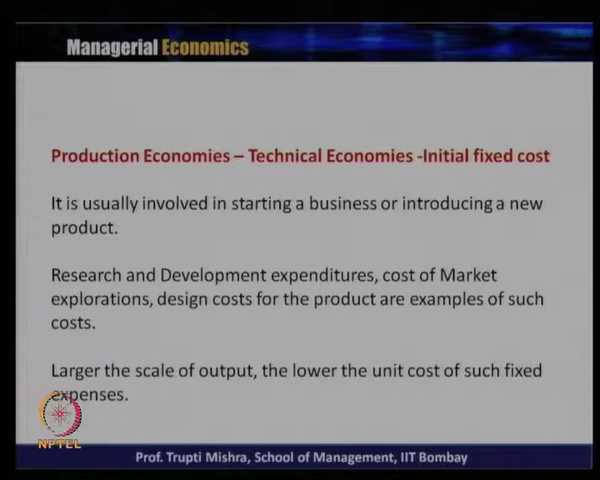 Managerial Economics
Production Economies – Technical Economies -Initial fixed cost
It is usually involved in starting a business or introducing a new
product.
Research and Development expenditures, cost of Market
explorations, design costs for the product are examples of such
costs.
Larger the scale of output, the lower the unit cost of such fixed
expenses.
NPTEL
Prof. Trupti Mishra, School of Management, IIT Bombay